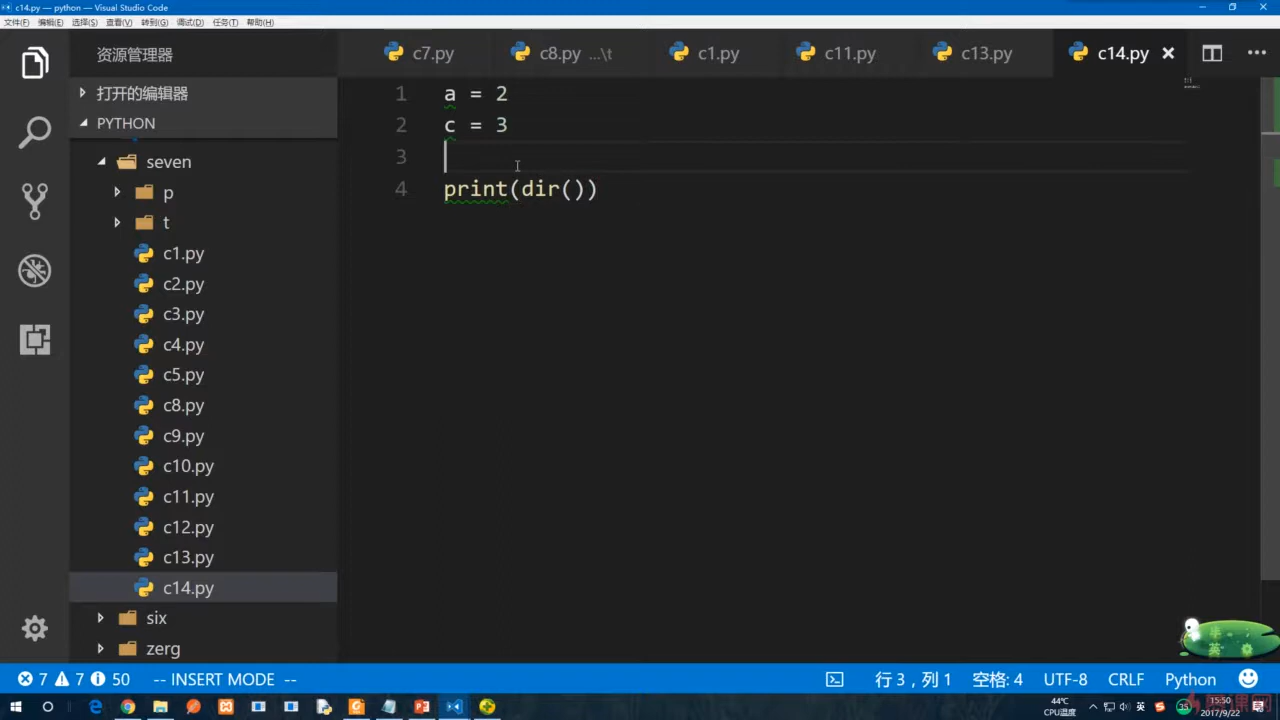 c14.py — python — Visual Studio Code
文件(F) 编辑(E) 选择(S) 查看(V) 转到(G) 调试(D) 任务(T) 帮助(H)
资源管理器
c7.py c8.py ...\t c1.py c11.py c13.py c14.py
打开的编辑器
PYTHON
seven
p
t
c1.py
c2.py
c3.py
c4.py
c5.py
c8.py
c9.py
c10.py
c11.py
c12.py
c13.py
c14.py
six
zerg
1 a = 2
2 c = 3
3
4 print(dir())
半
英
7 7 50 -- INSERT MODE -- 行 3，列 1 空格: 4 UTF-8 CRLF Python
44℃
CPU温度
英
35
15:50
2017/9/22